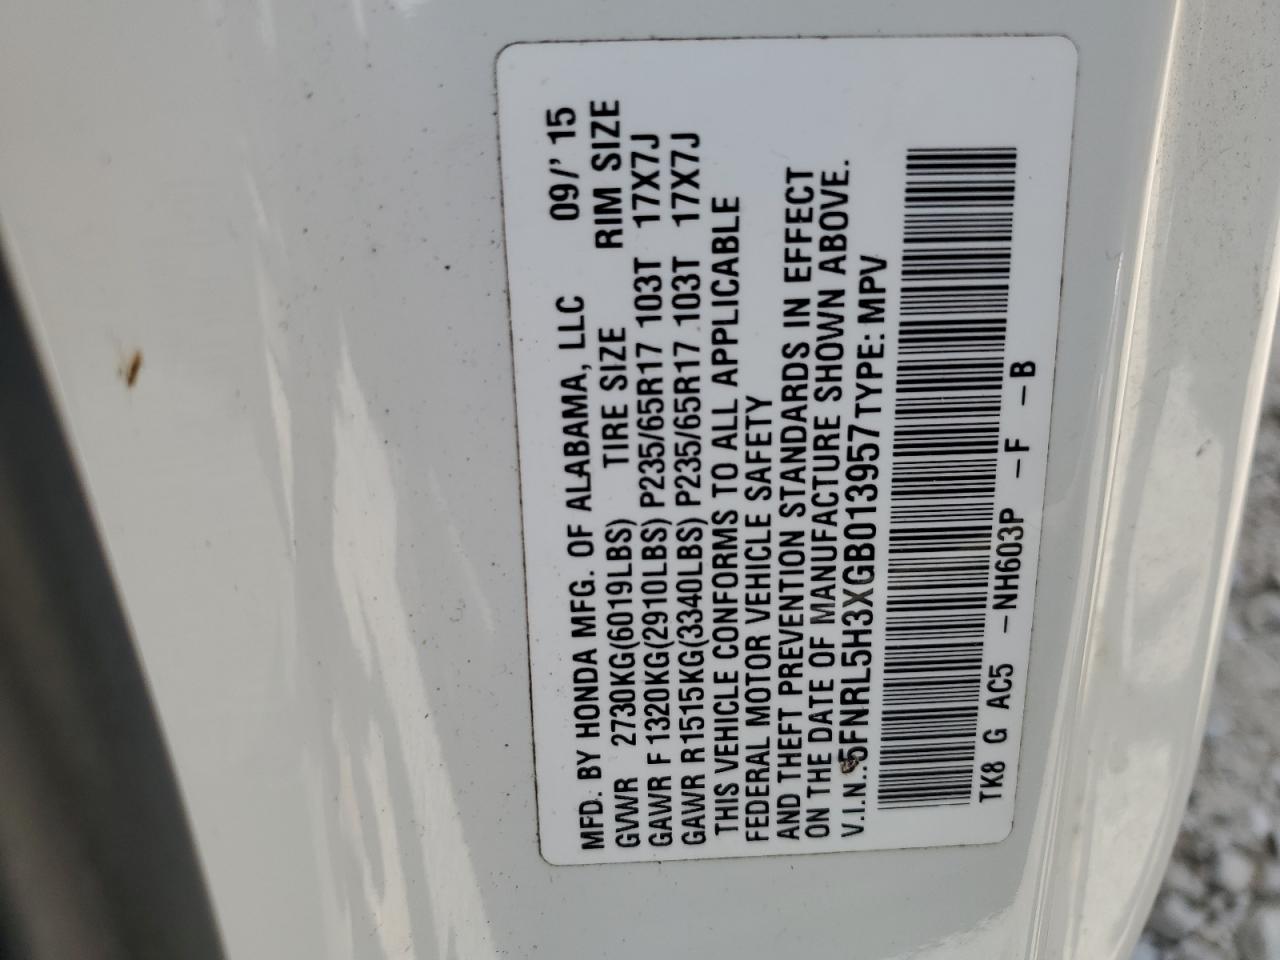 MFD. BY HONDA MFG. OF ALABAMA, LLC 09/' 15
GVWR 2730KG(6019LBS) TIRE SIZE RIM SIZE
GAWR F 1320KG(2910LBS) P235/65R17 103T 17X7J
GAWR R 1515KG(3340LBS) P235/65R17 103T 17X7J
THIS VEHICLE CONFORMS TO ALL APPLICABLE
FEDERAL MOTOR VEHICLE SAFETY
AND THEFT PREVENTION STANDARDS IN EFFECT
ON THE DATE OF MANUFACTURE SHOWN ABOVE.
V.I.N.:5FNRL5H3XGB013957 TYPE: MPV
TK8 G AC5 -NH603P -F -B